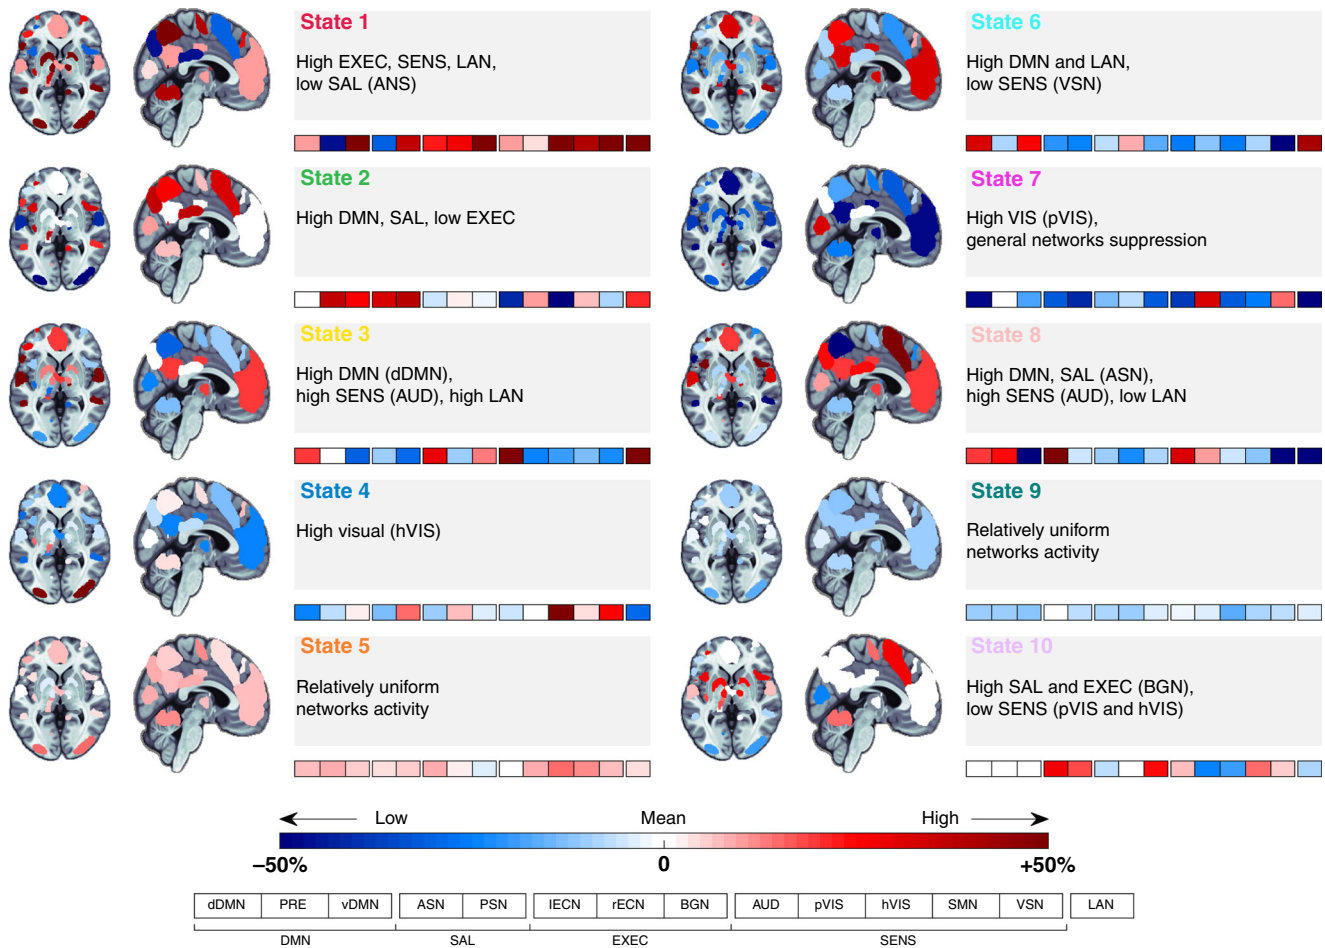 State 1
High EXEC, SENS, LAN,
low SAL (ANS)
State 2
High DMN, SAL, low EXEC
State 3
High DMN (dDMN),
high SENS (AUD), high LAN
State 4
High visual (hVIS)
State 5
Relatively uniform
networks activity
State 6
High DMN and LAN,
low SENS (VSN)
State 7
High VIS (pVIS),
general networks suppression
State 8
High DMN, SAL (ASN),
high SENS (AUD), low LAN
State 9
Relatively uniform
networks activity
State 10
High SAL and EXEC (BGN),
low SENS (pVIS and hVIS)
Low Mean High
–50% 0 +50%
dDMN PRE vDMN ASN PSN lECN rECN BGN AUD pVIS hVIS SMN VSN LAN
DMN SAL EXEC SENS